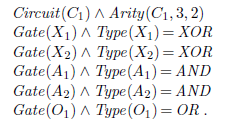 Circuit(C₁) ∧ Arity(C₁, 3, 2)
Gate(X₁) ∧ Type(X₁) = XOR
Gate(X₂) ∧ Type(X₂) = XOR
Gate(A₁) ∧ Type(A₁) = AND
Gate(A₂) ∧ Type(A₂) = AND
Gate(O₁) ∧ Type(O₁) = OR .